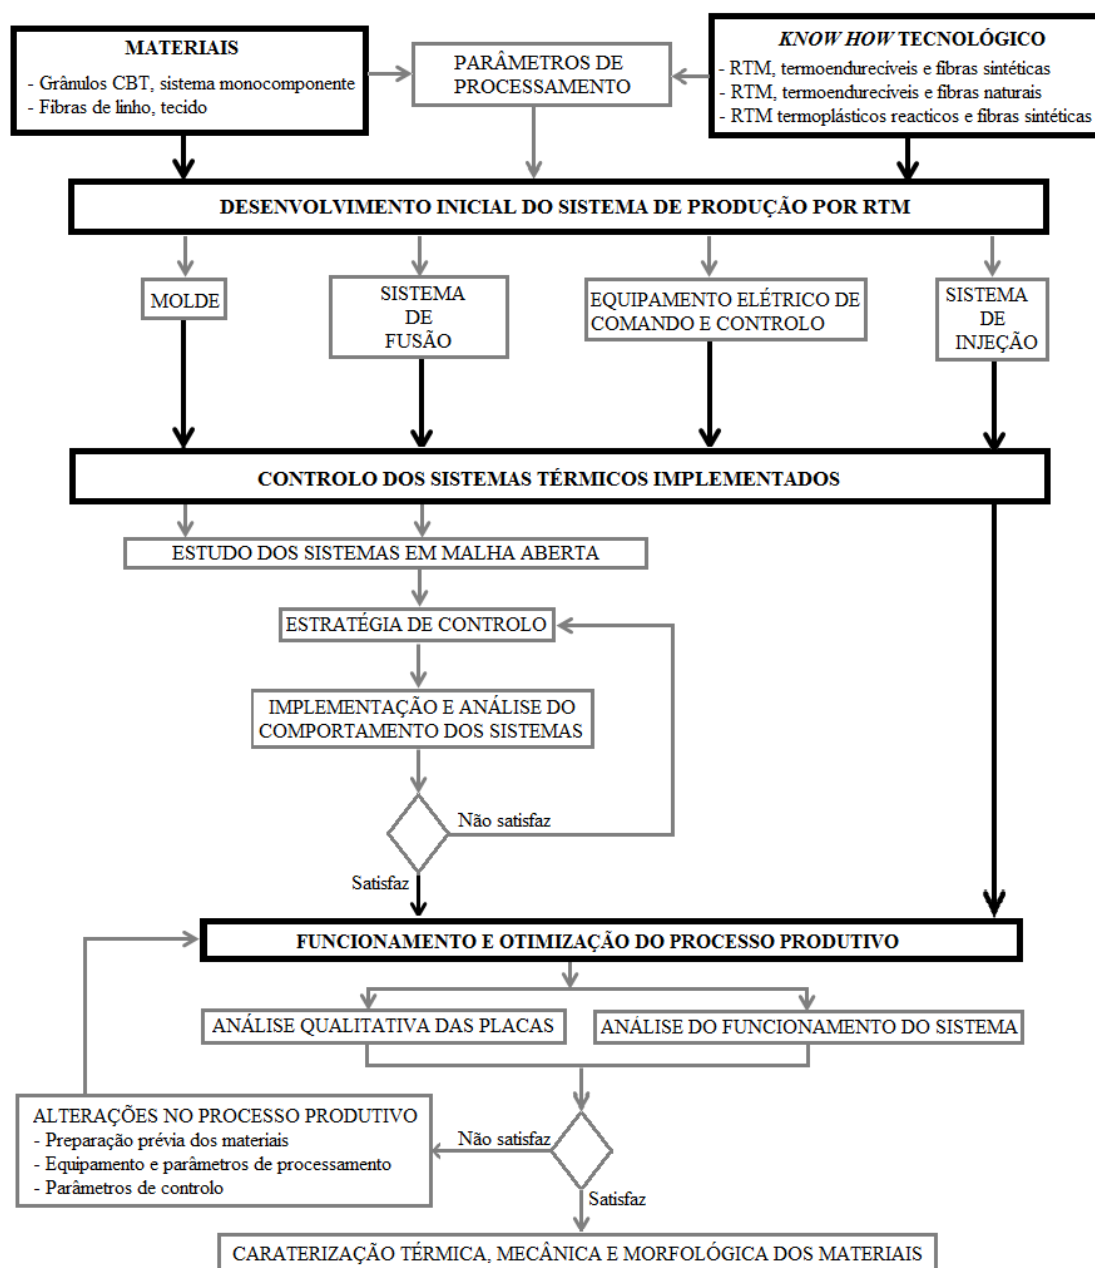 MATERIAIS
- Grânulos CBT, sistema monocomponente
- Fibras de linho, tecido
PARÂMETROS DE
PROCESSAMENTO
KNOW HOW TECNOLÓGICO
- RTM, termoendurecíveis e fibras sintéticas
- RTM, termoendurecíveis e fibras naturais
- RTM termoplásticos reacticos e fibras sintéticas
DESENVOLVIMENTO INICIAL DO SISTEMA DE PRODUÇÃO POR RTM
MOLDE
SISTEMA
DE
FUSÃO
EQUIPAMENTO ELÉTRICO DE
COMANDO E CONTROLO
SISTEMA
DE
INJEÇÃO
CONTROLO DOS SISTEMAS TÉRMICOS IMPLEMENTADOS
ESTUDO DOS SISTEMAS EM MALHA ABERTA
ESTRATÉGIA DE CONTROLO
IMPLEMENTAÇÃO E ANÁLISE DO
COMPORTAMENTO DOS SISTEMAS
Não satisfaz
Satisfaz
FUNCIONAMENTO E OTIMIZAÇÃO DO PROCESSO PRODUTIVO
ANÁLISE QUALITATIVA DAS PLACAS
ANÁLISE DO FUNCIONAMENTO DO SISTEMA
ALTERAÇÕES NO PROCESSO PRODUTIVO
- Preparação prévia dos materiais
- Equipamento e parâmetros de processamento
- Parâmetros de controlo
Não satisfaz
Satisfaz
CARATERIZAÇÃO TÉRMICA, MECÂNICA E MORFOLÓGICA DOS MATERIAIS